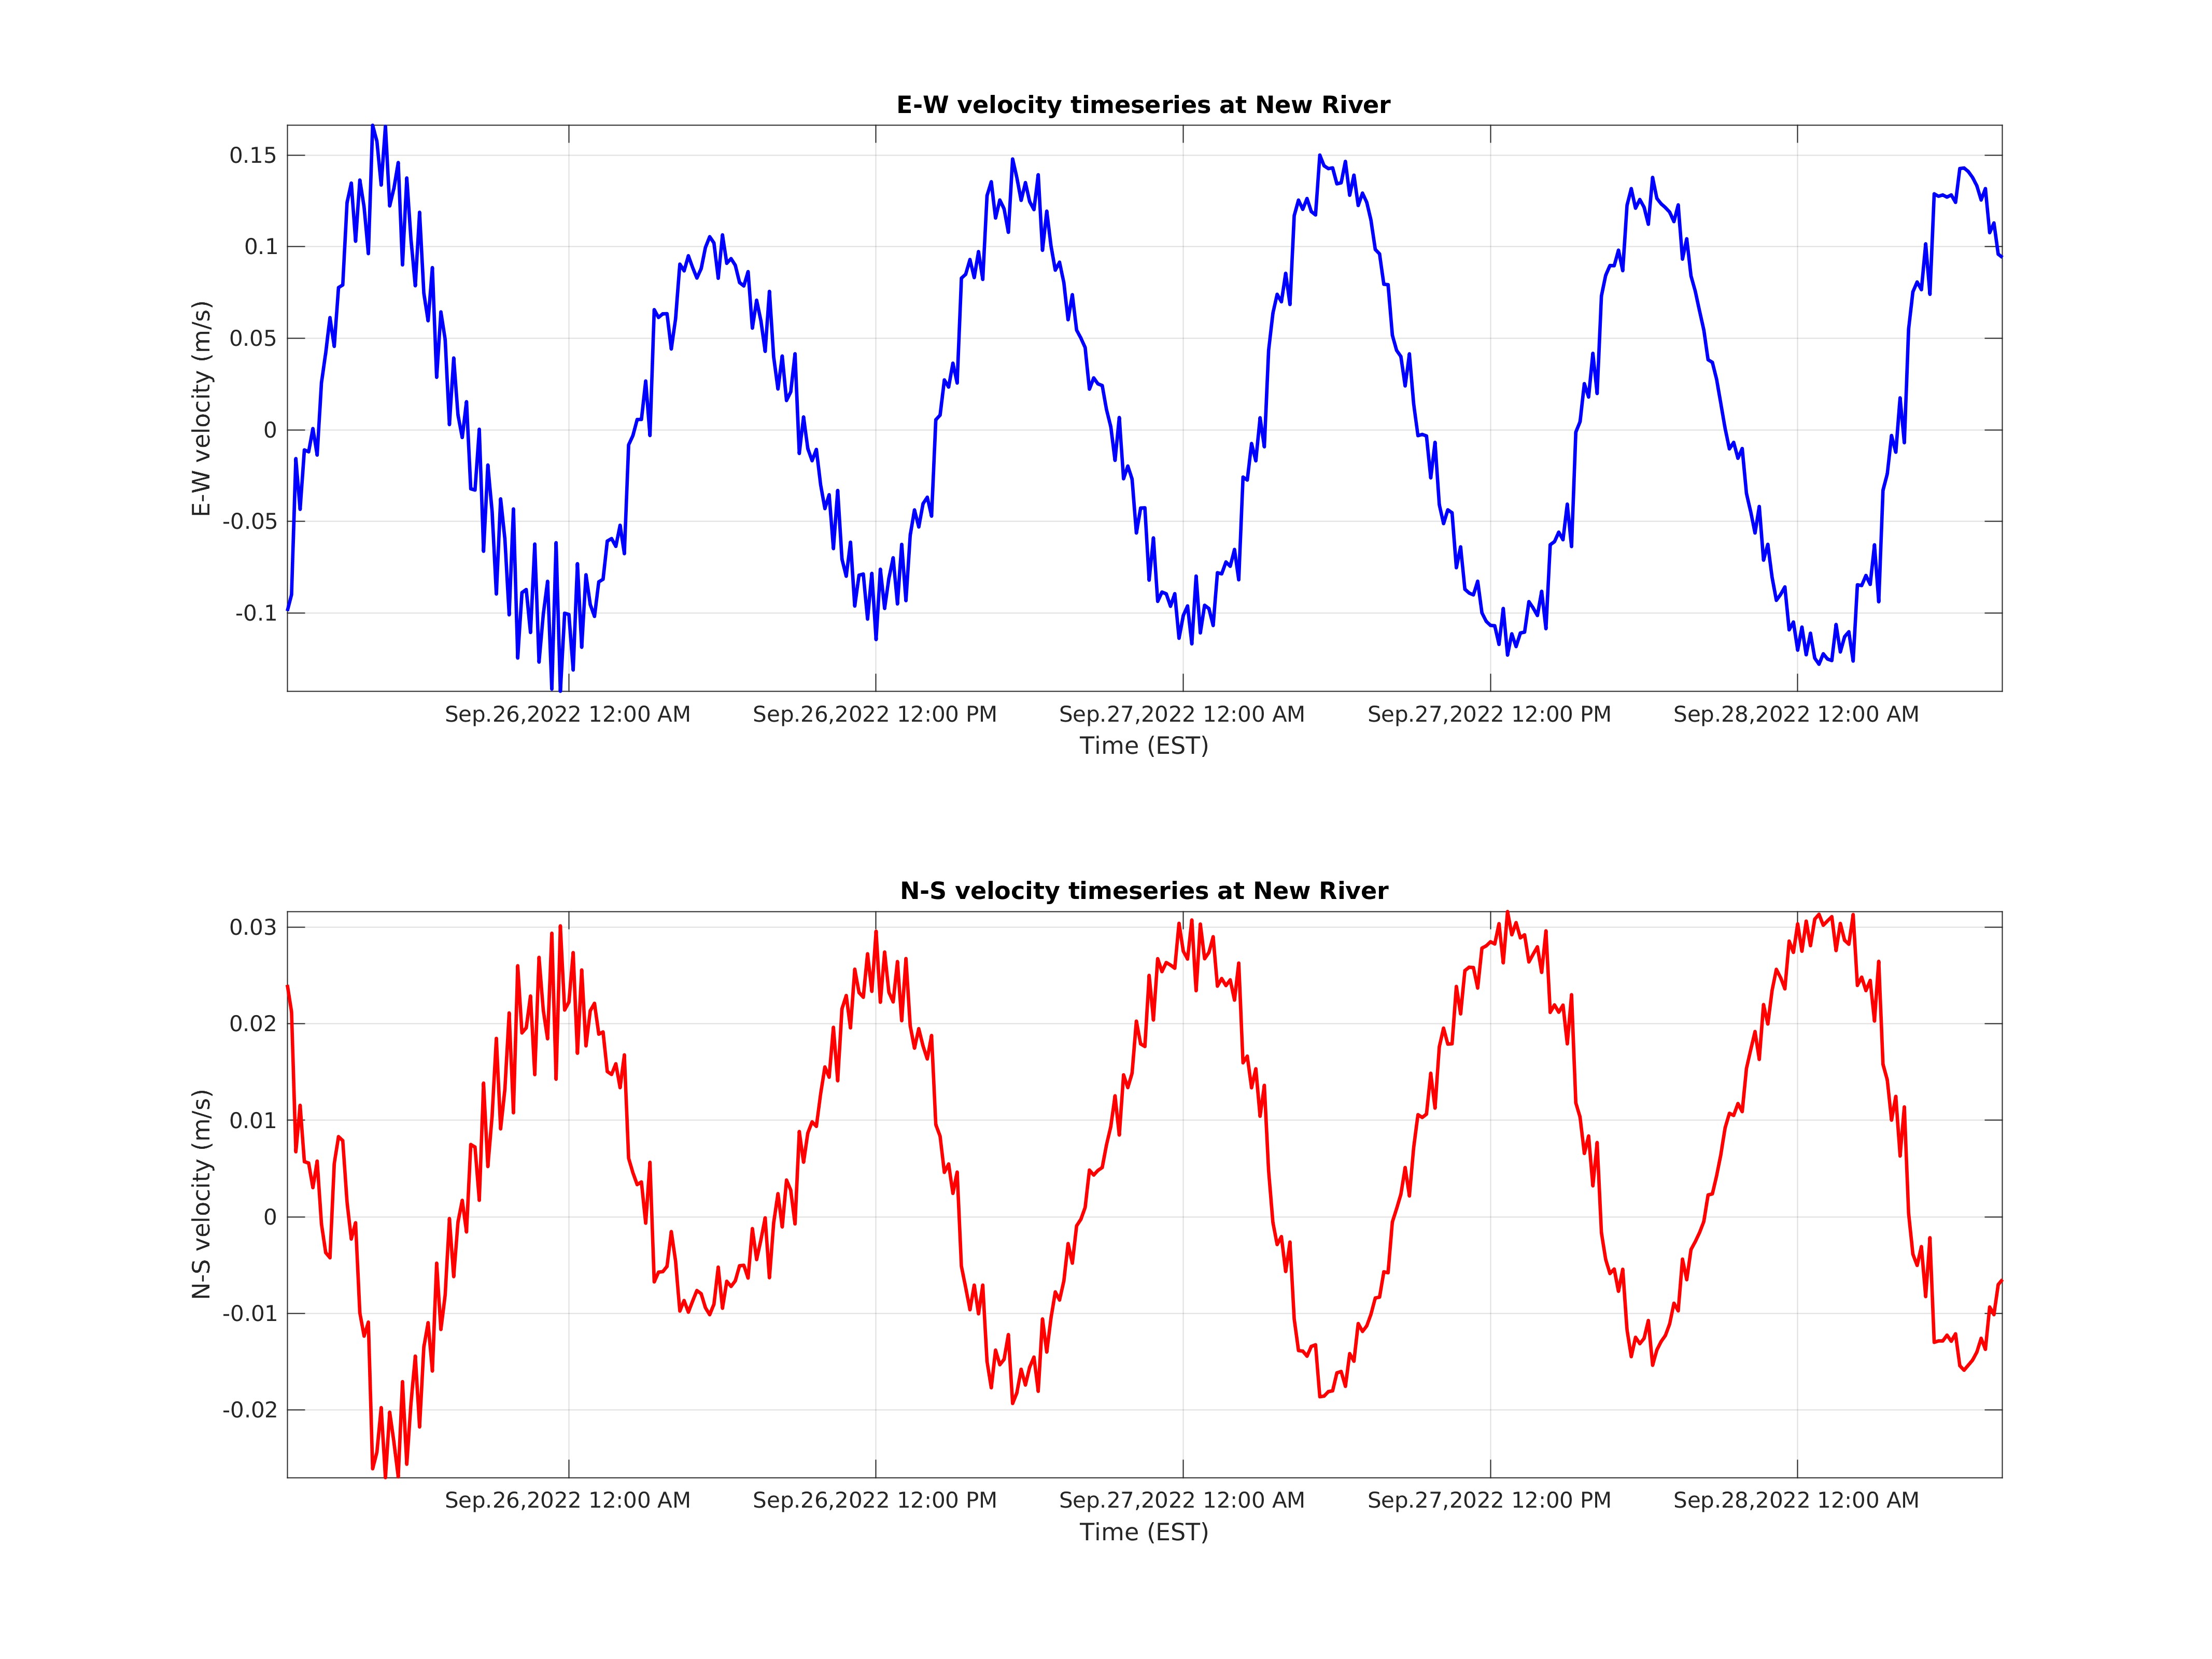 E-W velocity timeseries at New River
E-W velocity (m/s)
0.15
0.1
0.05
0
-0.05
-0.1
Sep.26,2022 12:00 AM
Sep.26,2022 12:00 PM
Sep.27,2022 12:00 AM
Sep.27,2022 12:00 PM
Sep.28,2022 12:00 AM
Time (EST)
N-S velocity timeseries at New River
N-S velocity (m/s)
0.03
0.02
0.01
0
-0.01
-0.02
Sep.26,2022 12:00 AM
Sep.26,2022 12:00 PM
Sep.27,2022 12:00 AM
Sep.27,2022 12:00 PM
Sep.28,2022 12:00 AM
Time (EST)